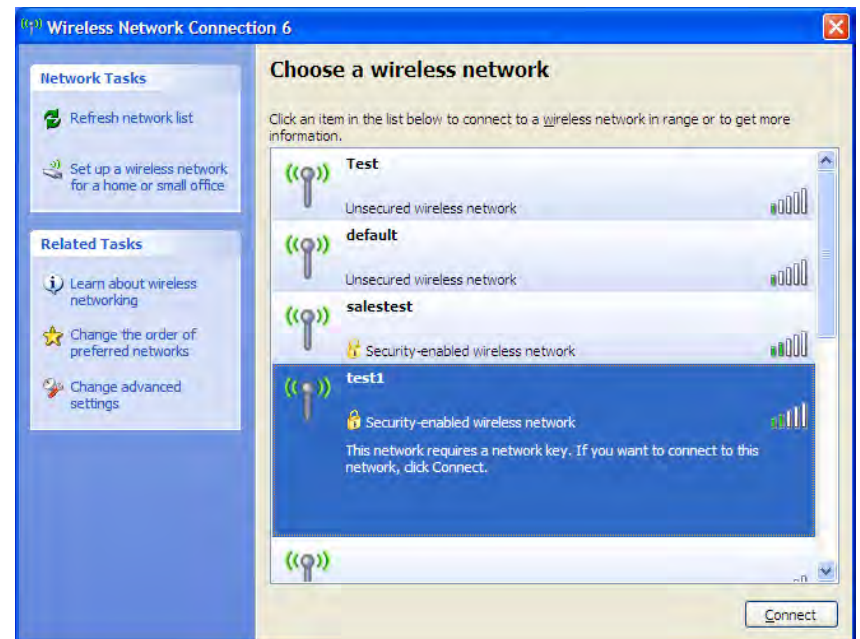 Wireless Network Connection 6
Network Tasks
Refresh network list
Set up a wireless network
for a home or small office
Related Tasks
Learn about wireless
networking
Change the order of
preferred networks
Change advanced
settings
Choose a wireless network
Click an item in the list below to connect to a wireless network in range or to get more
information.
Test
Unsecured wireless network
default
Unsecured wireless network
salestest
Security-enabled wireless network
test1
Security-enabled wireless network
This network requires a network key. If you want to connect to this
network, click Connect.
Connect